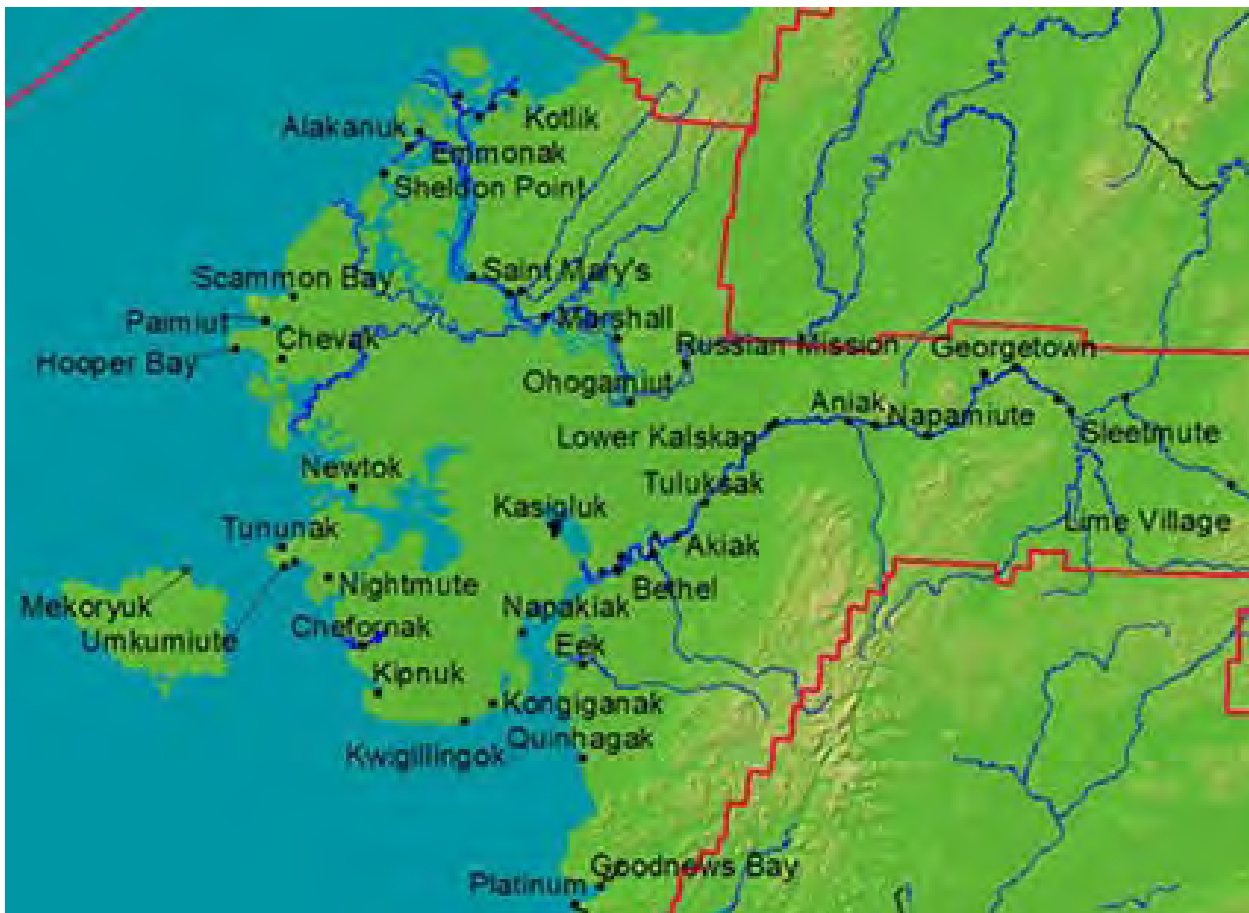 Kotlik
Alakanuk
Emmonak
Sheldon Point
Scammon Bay
Saint Mary's
Paimiut
Marshall
Chevak
Russian Mission
Georgetown
Hooper Bay
Ohogamiut
Aniak
Napamiute
Lower Kalskag
Sleetmute
Newtok
Tuluksak
Kasigluk
Lime Village
Tununak
Akiak
Nightmute
Bethel
Mekoryuk
Napakiak
Umkumiute
Chefornak
Eek
Kipnuk
Kongiganak
Quinhagak
Kwigillingok
Goodnews Bay
Platinum